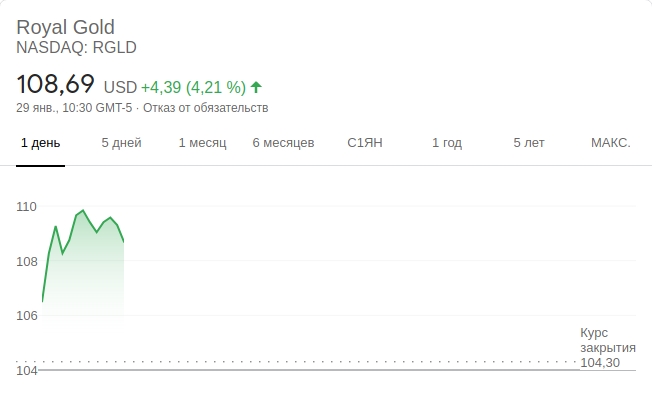 Royal Gold
NASDAQ: RGLD
108,69 USD +4,39 (4,21 %)
29 янв., 10:30 GMT-5 · Отказ от обязательств
1 день 5 дней 1 месяц 6 месяцев С1ЯН 1 год 5 лет МАКС.
110
108
106
Курс
закрытия
104,30
104